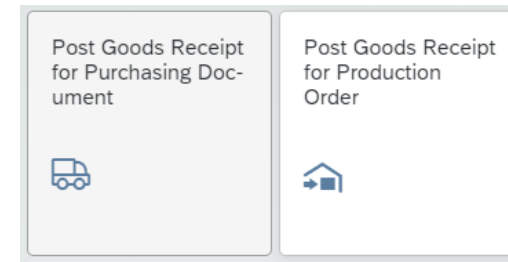 Post Goods Receipt
for Purchasing Doc-
ument
Post Goods Receipt
for Production
Order